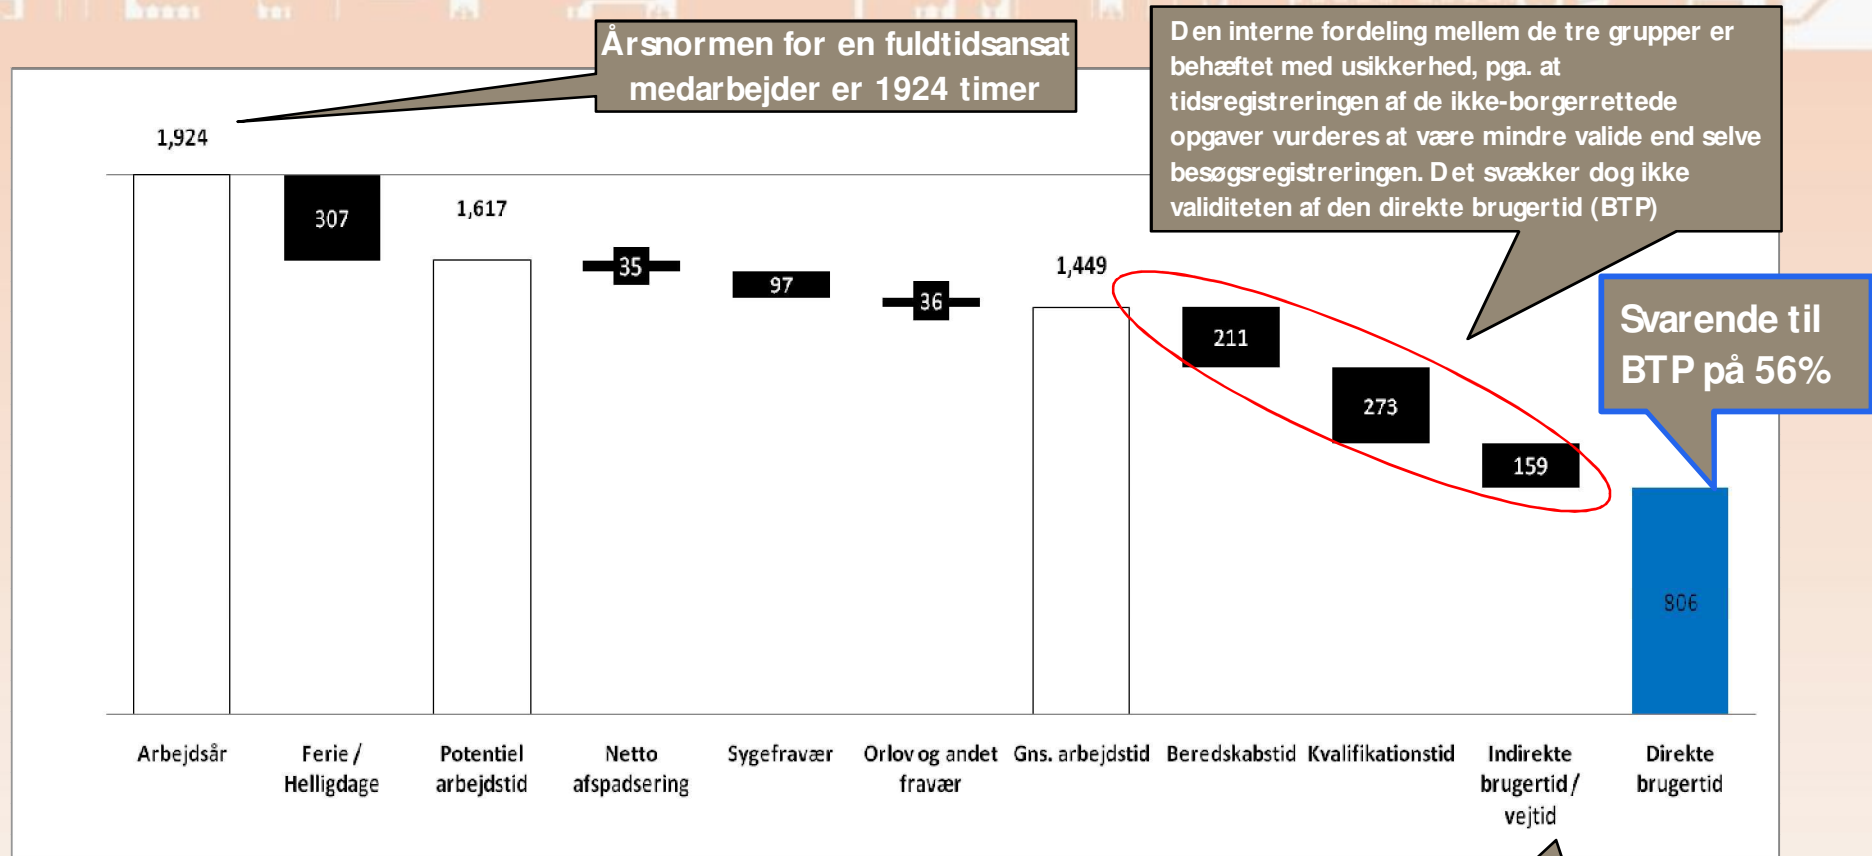 Årsnormen for en fuldtidsansat
medarbejder er 1924 timer
Den interne fordeling mellem de tre grupper er
behæftet med usikkerhed, pga. at
tidsregistreringen af de ikke-borgerrettede
opgaver vurderes at være mindre valide end selve
besøgsregistreringen. Det svækker dog ikke
validiteten af den direkte brugertid (BTP)
Svarende til
BTP på 56%
1,924
307
1,617
35
97
36
1,449
211
273
159
806
Arbejdsår
Ferie /
Helligdage
Potentiel
arbejdstid
Netto
afspadsering
Sygefravær
Orlov og andet
fravær
Gns. arbejdstid
Beredskabstid
Kvalifikationstid
Indirekte
brugertid /
vejtid
Direkte
brugertid